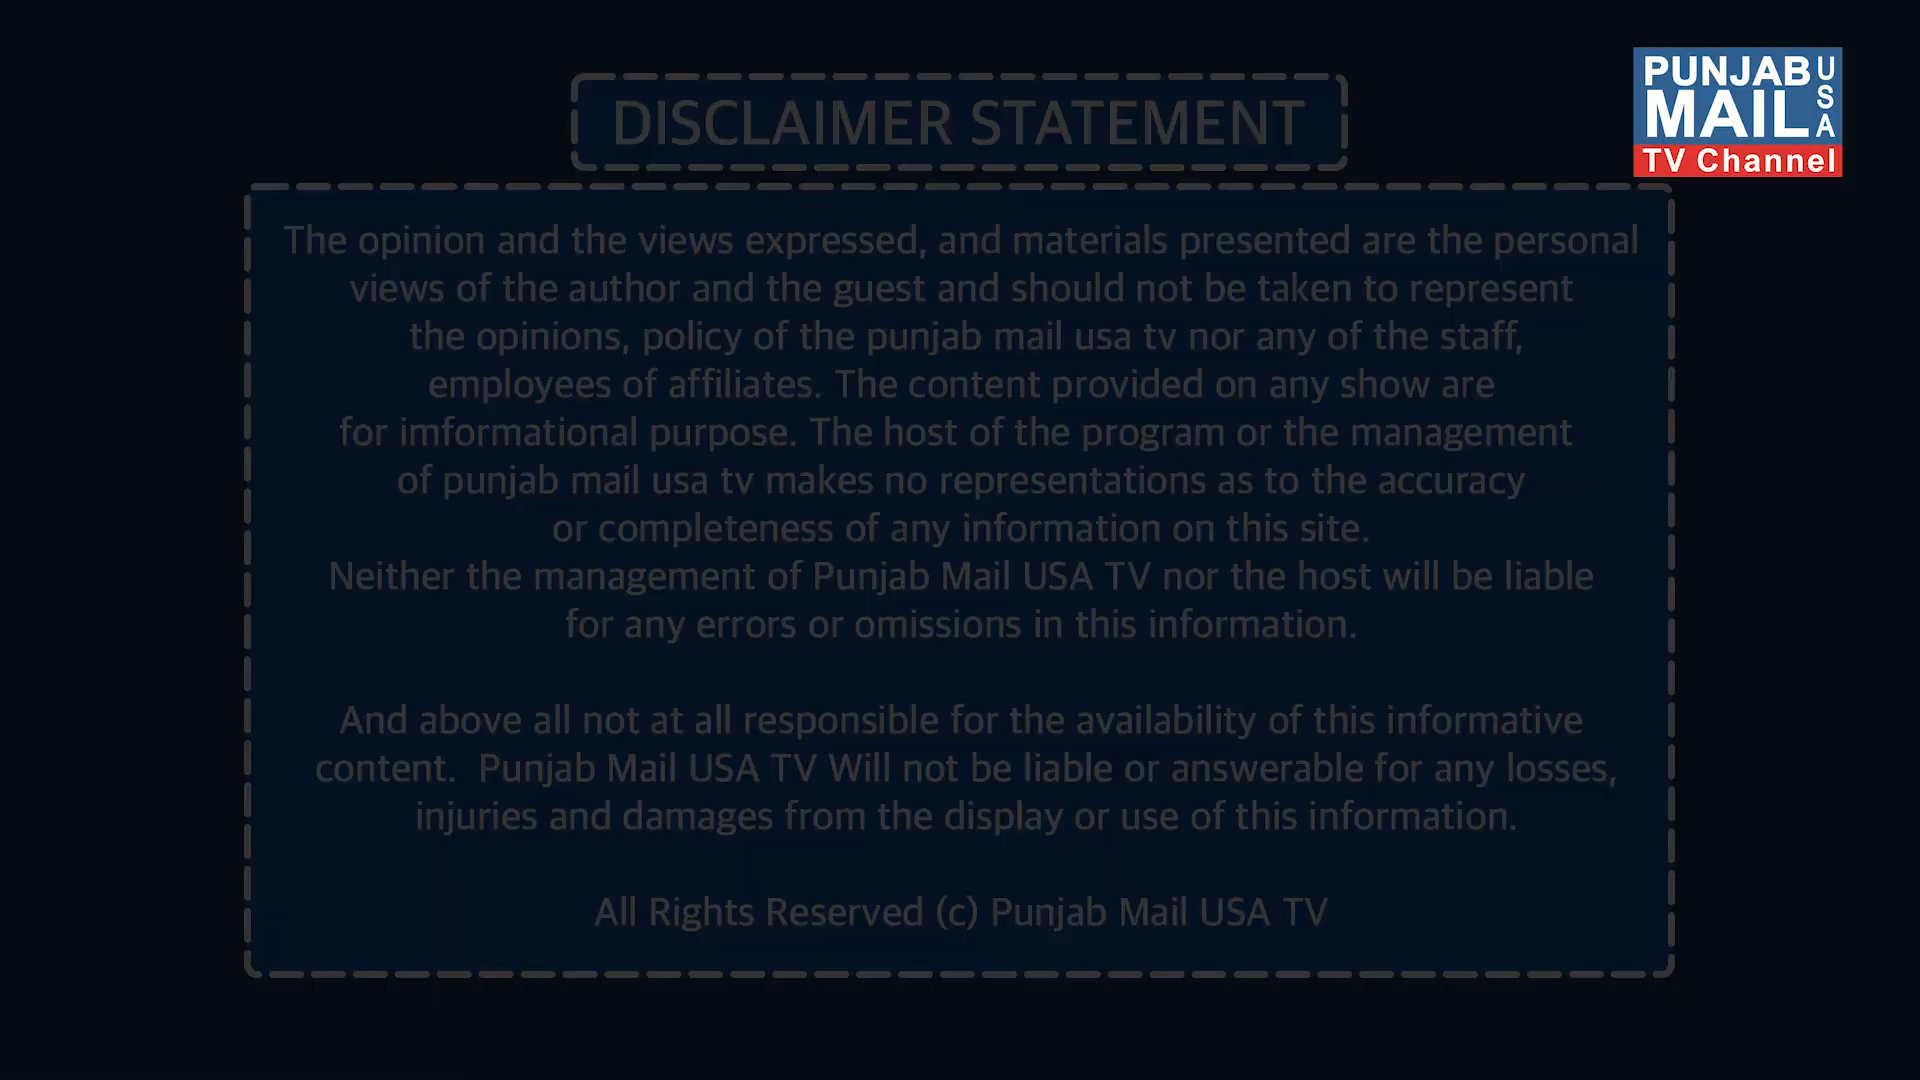 PUNJAB USA
MAIL
TV Channel
DISCLAIMER STATEMENT
The opinion and the views expressed, and materials presented are the personal
views of the author and the guest and should not be taken to represent
the opinions, policy of the punjab mail usa tv nor any of the staff,
employees of affiliates. The content provided on any show are
for imformational purpose. The host of the program or the management
of punjab mail usa tv makes no representations as to the accuracy
or completeness of any information on this site.
Neither the management of Punjab Mail USA TV nor the host will be liable
for any errors or omissions in this information.
And above all not at all responsible for the availability of this informative
content.  Punjab Mail USA TV Will not be liable or answerable for any losses,
injuries and damages from the display or use of this information.
All Rights Reserved (c) Punjab Mail USA TV